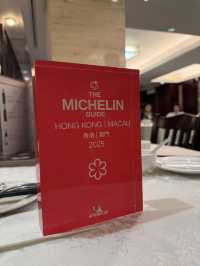 THE
MICHELIN
GUIDE
HONG KONG | MACAU
香港 | 澳門
2025